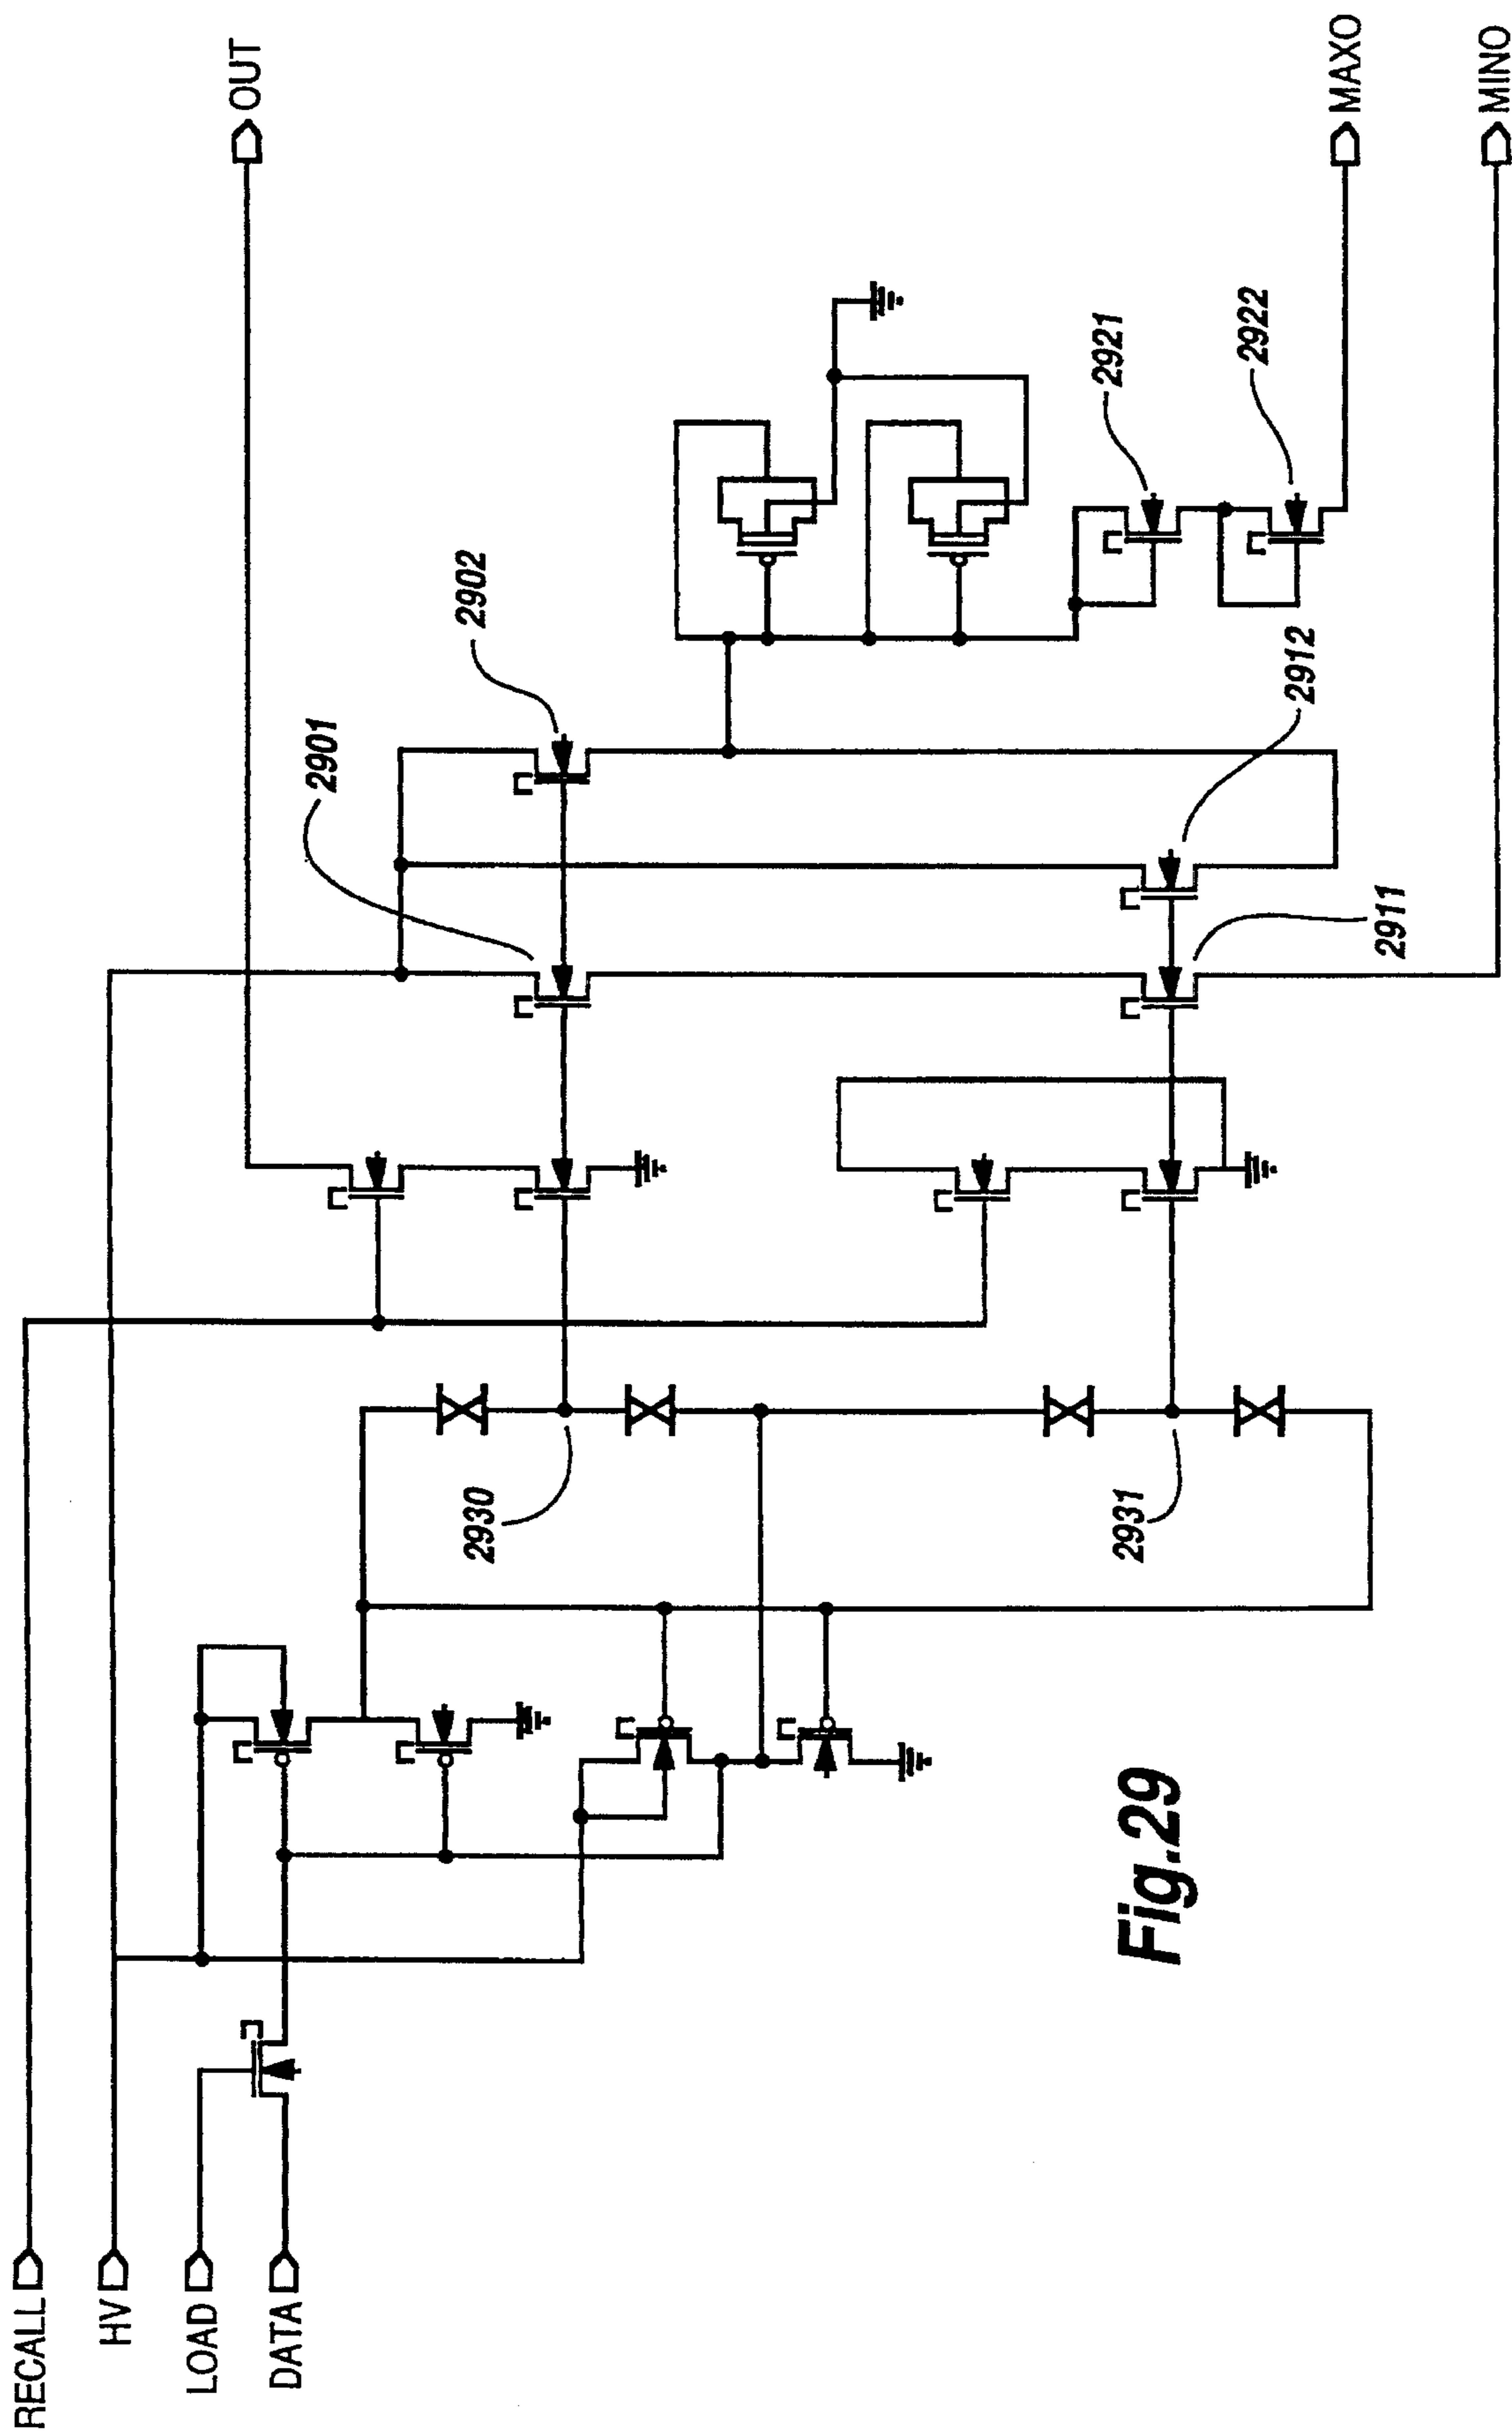 RECALL
HV
LOAD
DATA
OUT
MAXO
MINO
2901
2902
2911
2912
2921
2922
2930
2931
Fig.29